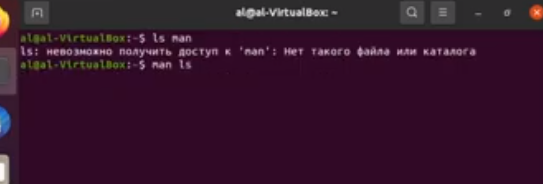 al@al-VirtualBox: ~
al@al-VirtualBox:~$ ls man
ls: невозможно получить доступ к 'man': Нет такого файла или каталога
al@al-VirtualBox:~$ man ls